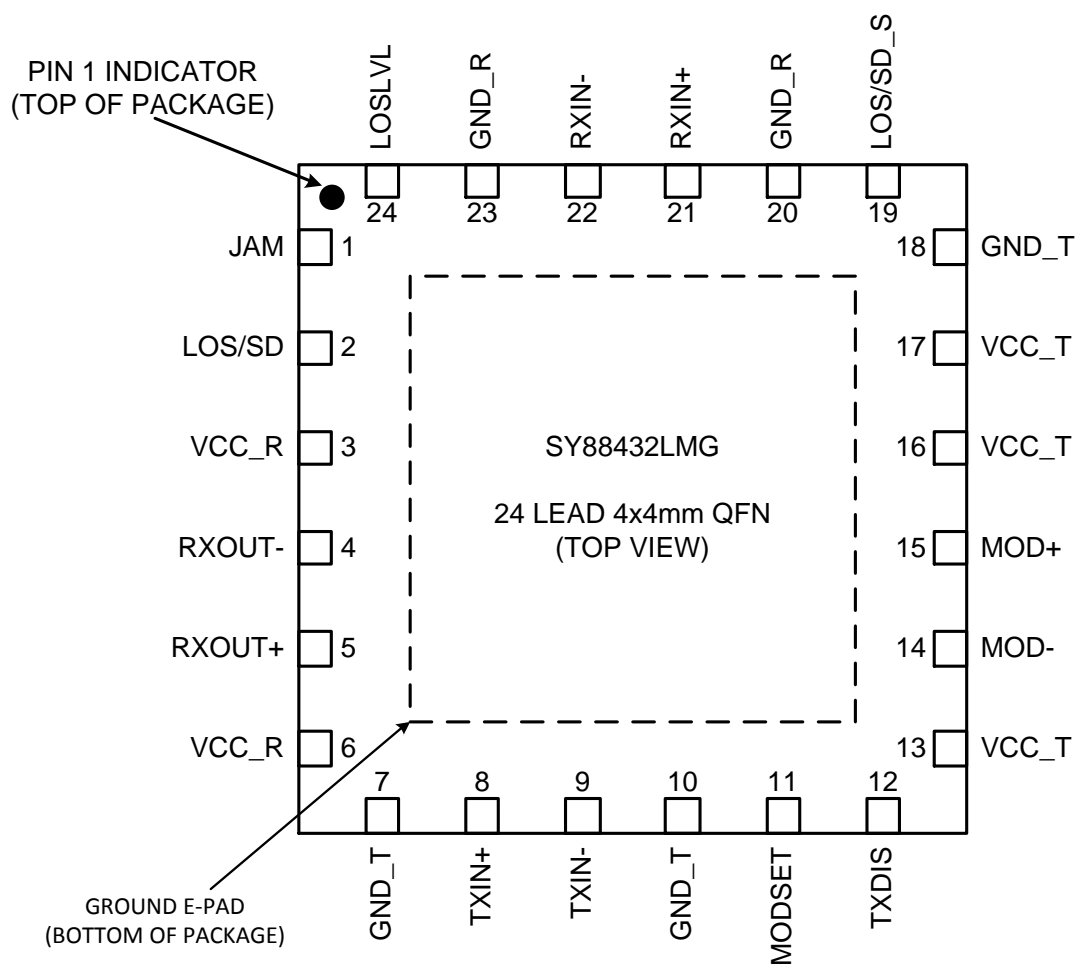 PIN 1 INDICATOR
(TOP OF PACKAGE)
LOSLVL
GND_R
RXIN-
RXIN+
GND_R
LOS/SD_S
24
23
22
21
20
19
JAM 1
18 GND_T
LOS/SD 2
17 VCC_T
VCC_R 3
SY88432LMG
16 VCC_T
24 LEAD 4x4mm QFN
(TOP VIEW)
RXOUT- 4
15 MOD+
RXOUT+ 5
14 MOD-
VCC_R 6
13 VCC_T
7
8
9
10
11
12
GND_T
TXIN+
TXIN-
GND_T
MODSET
TXDIS
GROUND E-PAD
(BOTTOM OF PACKAGE)